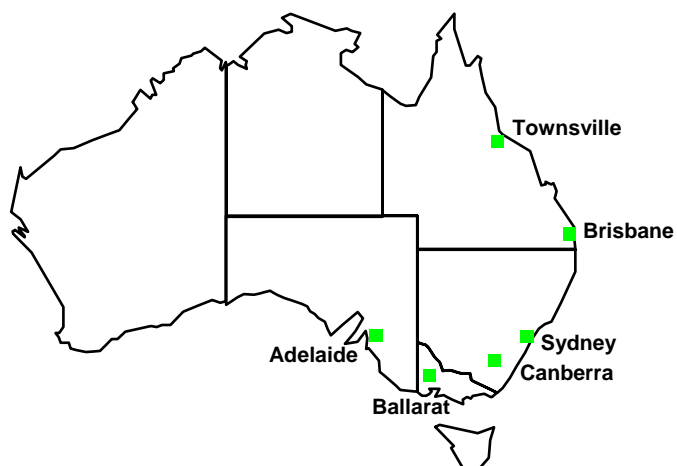 Townsville
Brisbane
Sydney
Adelaide
Canberra
Ballarat